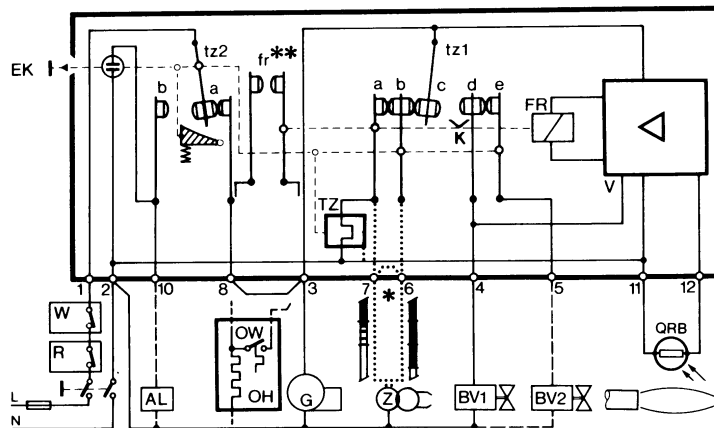 tz2
fr**
tz1
EK
b
a
a
b
c
d
e
FR
K
V
TZ
1
2
10
8
3
7
*
6
4
5
11
12
W
R
OW
OH
QRB
L
N
AL
G
Z
BV1
BV2